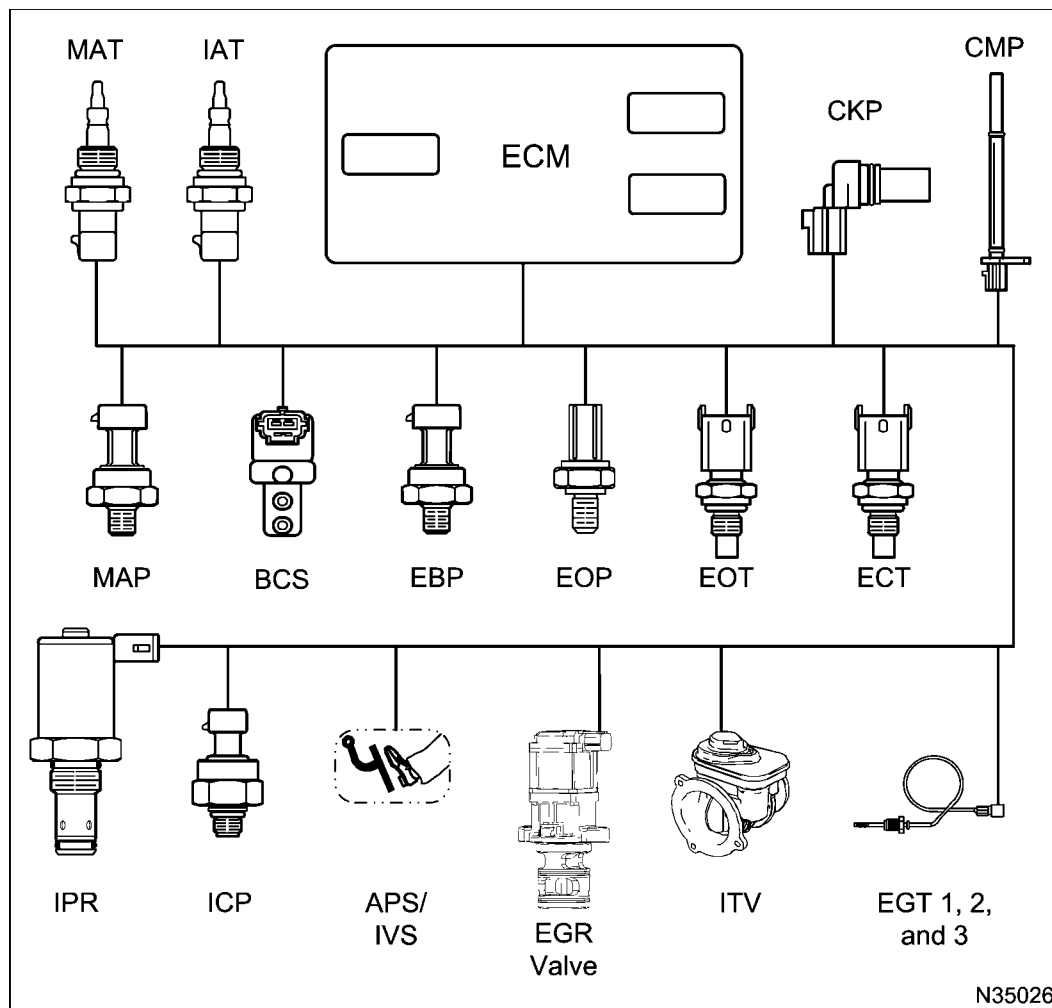 MAT
IAT
ECM
CKP
CMP
MAP
BCS
EBP
EOP
EOT
ECT
IPR
ICP
APS/
IVS
EGR
Valve
ITV
EGT 1, 2,
and 3
N35026